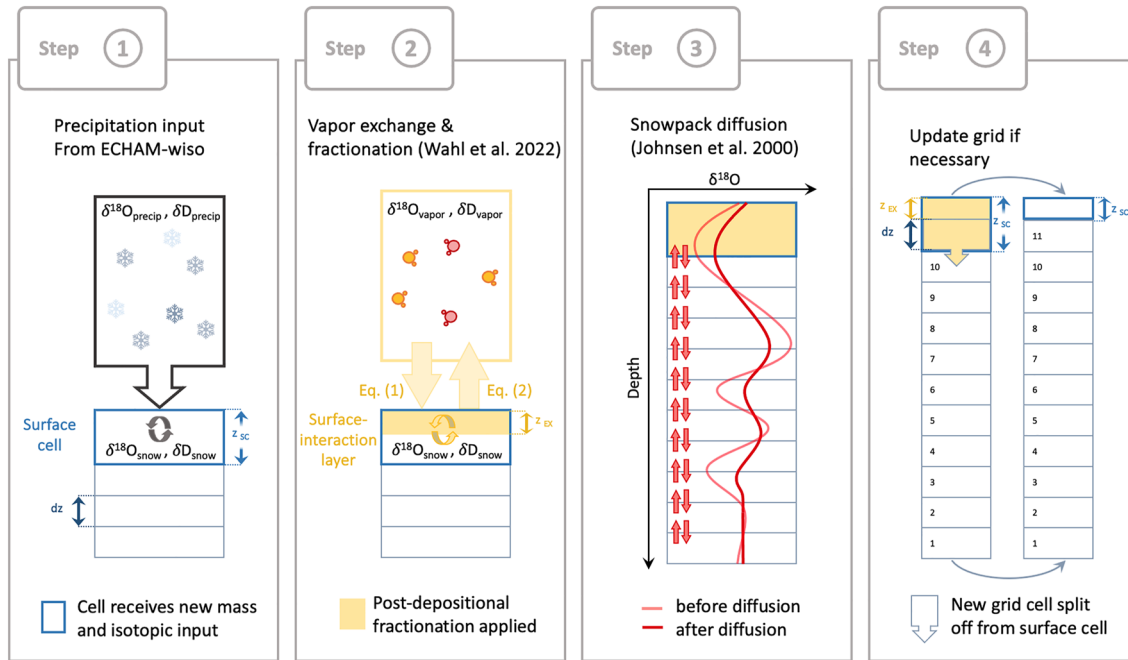 Step 1
Precipitation input
From ECHAM-wiso
δ¹⁸Oprecip , δDprecip
Surface
cell
z SC
δ¹⁸Osnow , δDsnow
dz
Cell receives new mass
and isotopic input
Step 2
Vapor exchange &
fractionation (Wahl et al. 2022)
δ¹⁸Ovapor , δDvapor
Eq. (1)
Eq. (2)
Surface-
interaction
layer
z EX
δ¹⁸Osnow , δDsnow
Post-depositional
fractionation applied
Step 3
Snowpack diffusion
(Johnsen et al. 2000)
δ¹⁸O
Depth
before diffusion
after diffusion
Step 4
Update grid if
necessary
z EX
dz
z SC
z SC
10
9
8
7
6
5
4
3
2
1
11
10
9
8
7
6
5
4
3
2
1
New grid cell split
off from surface cell